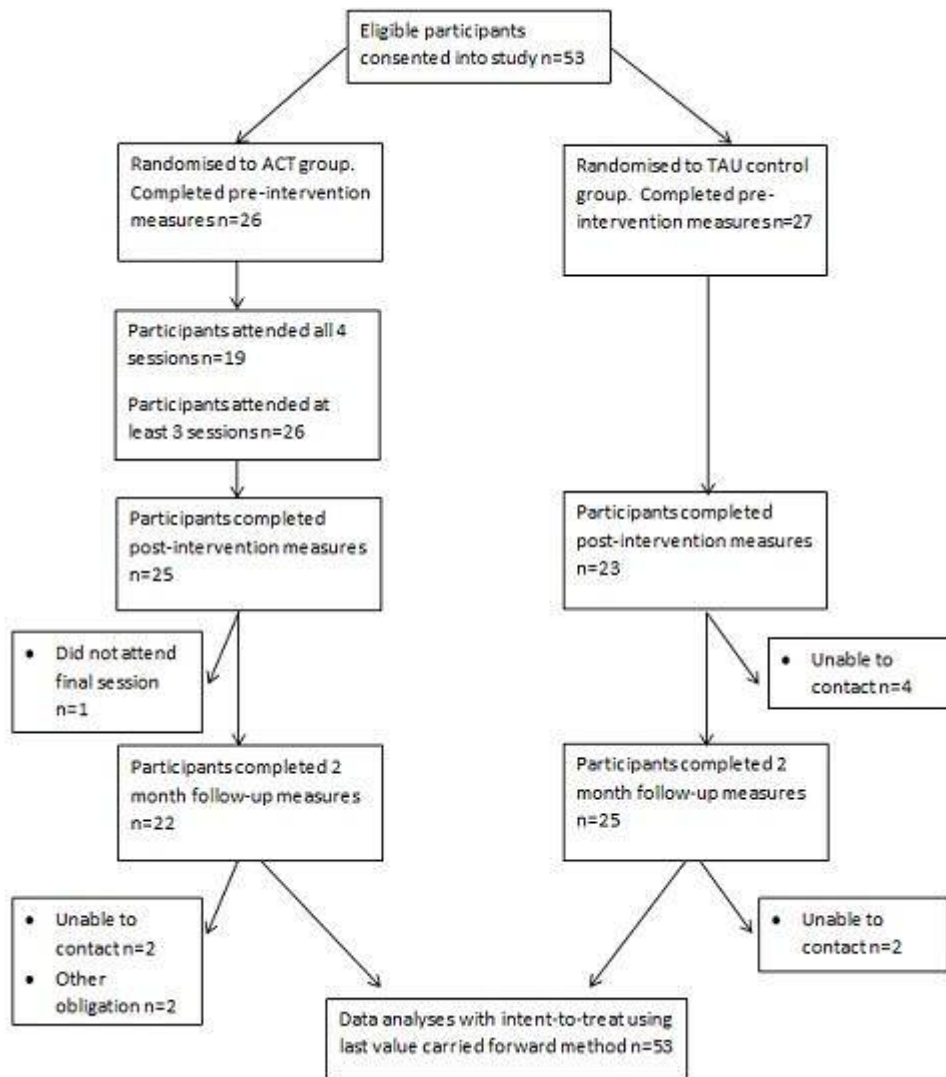 Eligible participants
consented into study n=53
Randomised to ACT group.
Completed pre-intervention
measures n=26
Randomised to TAU control
group. Completed pre-
intervention measures n=27
Participants attended all 4
sessions n=19
Participants attended at
least 3 sessions n=26
Participants completed
post-intervention measures
n=25
Participants completed
post-intervention measures
n=23
• Did not attend
final session
n=1
• Unable to
contact n=4
Participants completed 2
month follow-up measures
n=22
Participants completed 2
month follow-up measures
n=25
• Unable to
contact n=2
• Other
obligation n=2
• Unable to
contact n=2
Data analyses with intent-to-treat using
last value carried forward method n=53